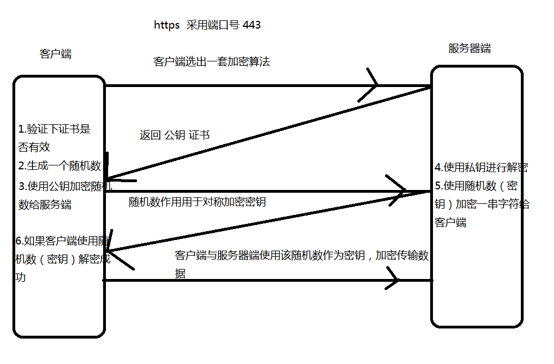 https 采用端口号 443
客户端
服务器端
客户端选出一套加密算法
返回 公钥 证书
1.验证下证书是
否有效
2.生成一个随机数
3.使用公钥加密随机
数给服务端
4.使用私钥进行解密
5.使用随机数（密
钥）加密一串字符给
客户端
随机数作用用于对称加密密钥
6.如果客户端使用随
机数（密钥）解密成
功
客户端与服务器端使用该随机数作为密钥，加密传输数
据